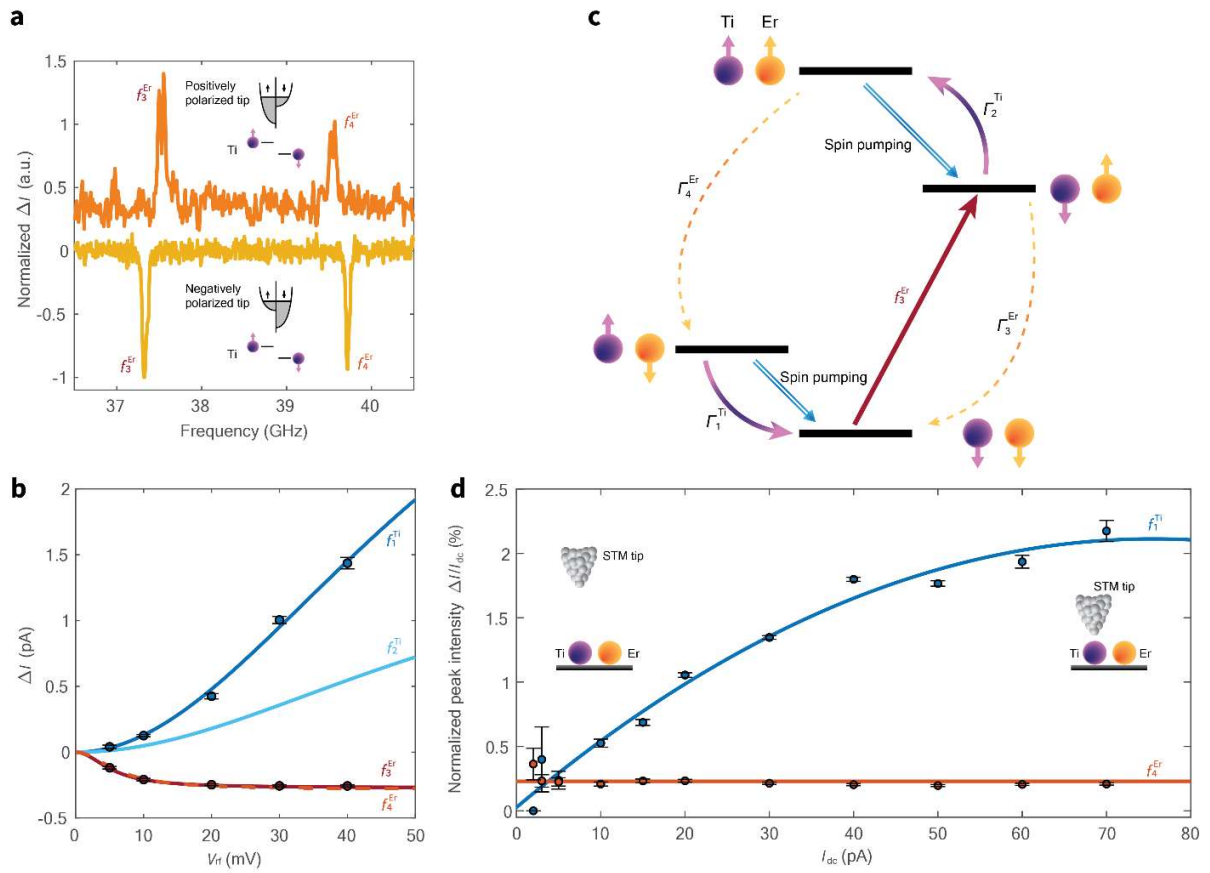 a
1.5
1
0.5
0
-0.5
-1
Normalized ΔI (a.u.)
f₃ᴱʳ
Positively
polarized tip
f₄ᴱʳ
Ti
Negatively
polarized tip
Ti
f₃ᴱʳ
f₄ᴱʳ
37
38
39
40
Frequency (GHz)
b
2
1.5
1
0.5
0
-0.5
ΔI (pA)
f₁ᵀⁱ
f₂ᵀⁱ
f₃ᴱʳ
f₄ᴱʳ
0
10
20
30
40
50
Vrf (mV)
c
Ti
Er
Γ₂ᵀⁱ
Spin pumping
Γ₄ᴱʳ
f₃ᴱʳ
Γ₃ᴱʳ
Spin pumping
Γ₁ᵀⁱ
d
2.5
2
1.5
1
0.5
0
Normalized peak intensity ΔI/Idc (%)
f₁ᵀⁱ
STM tip
Ti
Er
STM tip
Ti
Er
f₄ᴱʳ
0
10
20
30
40
50
60
70
80
Idc (pA)